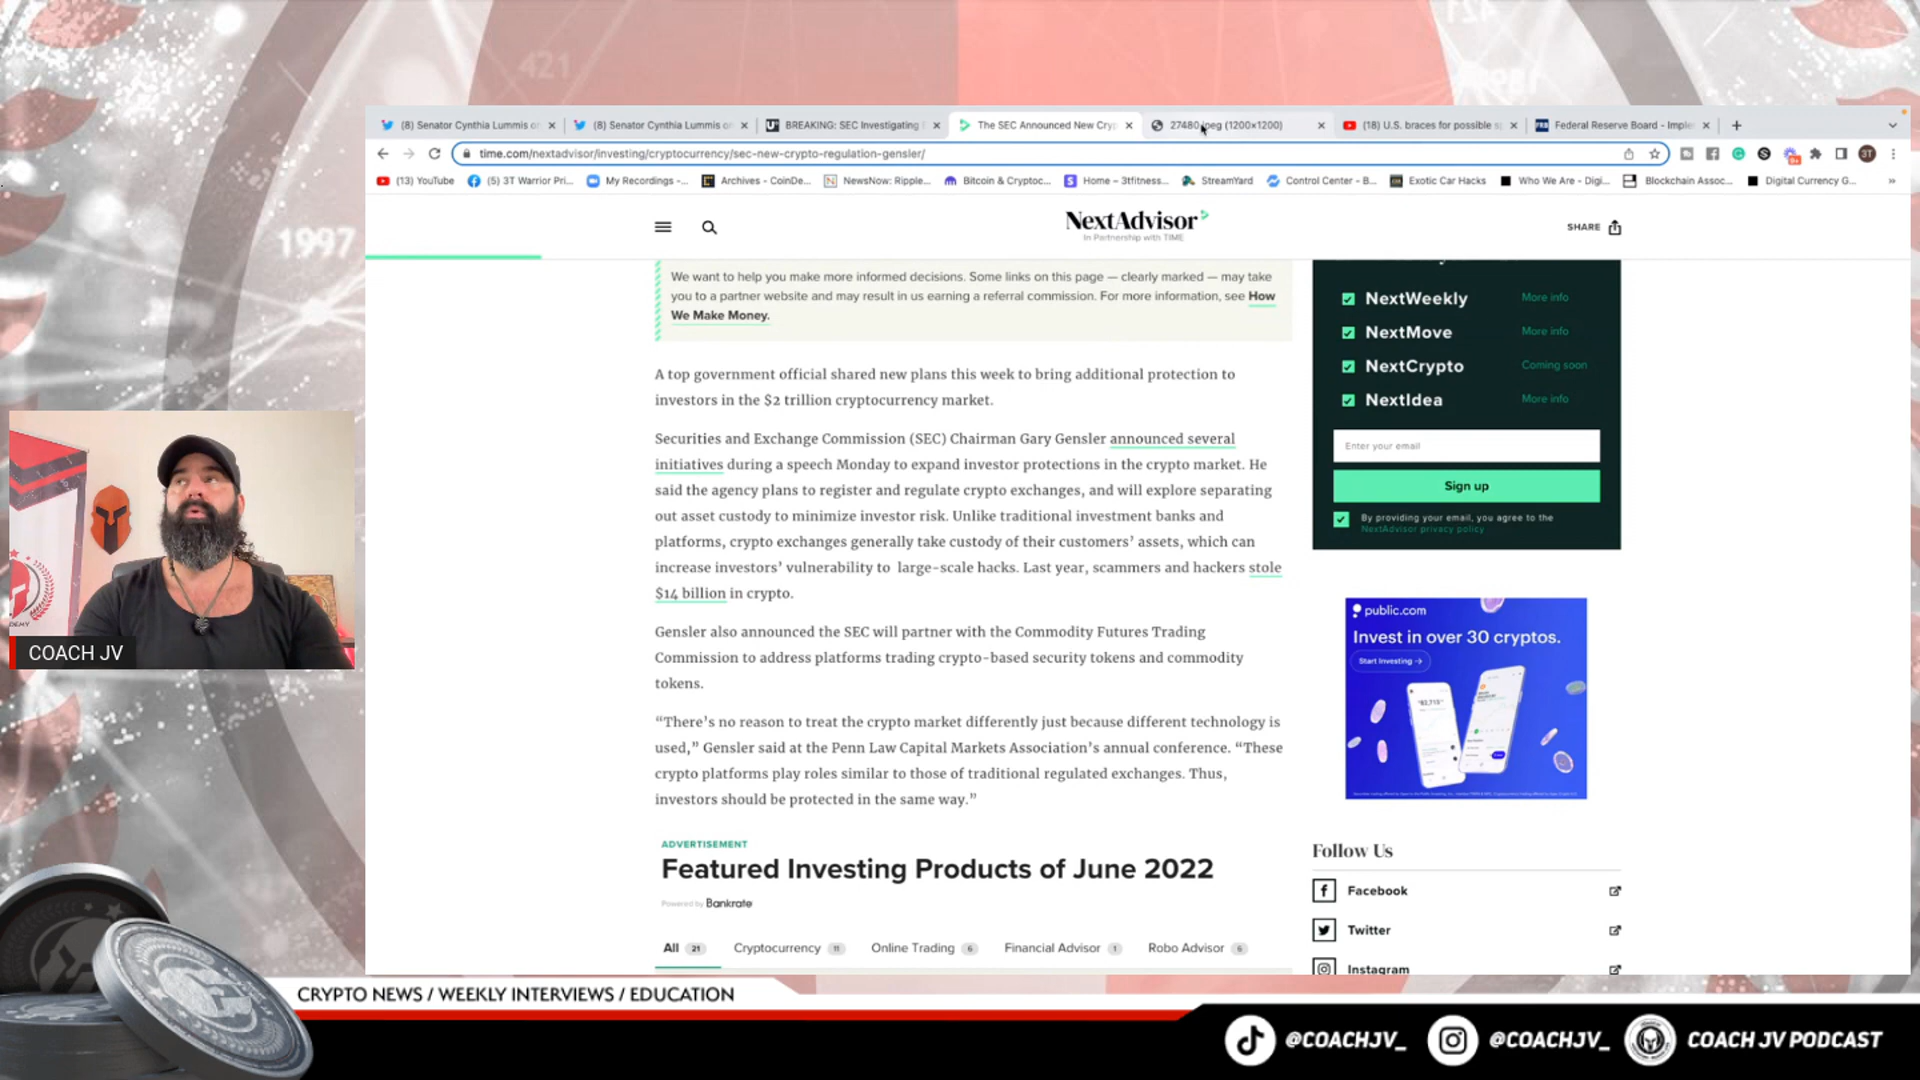 421
1997
(8) Senator Cynthia Lummis on
(8) Senator Cynthia Lummis on
BREAKING: SEC Investigating
The SEC Announced New Cryp
27480.jpeg (1200×1200)
(18) U.S. braces for possible s
Federal Reserve Board - Imple
time.com/nextadvisor/investing/cryptocurrency/sec-new-crypto-regulation-gensler/
(13) YouTube
(5) 3T Warrior Pri...
My Recordings -...
Archives - CoinDe...
NewsNow: Ripple...
Bitcoin & Cryptoc...
Home – 3tfitness...
StreamYard
Control Center - B...
Exotic Car Hacks
Who We Are - Digi...
Blockchain Assoc...
Digital Currency G...
NextAdvisor
In Partnership with TIME
SHARE
We want to help you make more informed decisions. Some links on this page — clearly marked — may take
you to a partner website and may result in us earning a referral commission. For more information, see How
We Make Money.
A top government official shared new plans this week to bring additional protection to
investors in the $2 trillion cryptocurrency market.
Securities and Exchange Commission (SEC) Chairman Gary Gensler announced several
initiatives during a speech Monday to expand investor protections in the crypto market. He
said the agency plans to register and regulate crypto exchanges, and will explore separating
out asset custody to minimize investor risk. Unlike traditional investment banks and
platforms, crypto exchanges generally take custody of their customers’ assets, which can
increase investors’ vulnerability to large-scale hacks. Last year, scammers and hackers stole
$14 billion in crypto.
Gensler also announced the SEC will partner with the Commodity Futures Trading
Commission to address platforms trading crypto-based security tokens and commodity
tokens.
“There’s no reason to treat the crypto market differently just because different technology is
used,” Gensler said at the Penn Law Capital Markets Association’s annual conference. “These
crypto platforms play roles similar to those of traditional regulated exchanges. Thus,
investors should be protected in the same way.”
ADVERTISEMENT
Featured Investing Products of June 2022
Powered by Bankrate
All 21
Cryptocurrency 11
Online Trading 6
Financial Advisor 1
Robo Advisor 6
NextWeekly More info
NextMove More info
NextCrypto Coming soon
NextIdea More info
Enter your email
Sign up
By providing your email, you agree to the
NextAdvisor privacy policy
public.com
Invest in over 30 cryptos.
Start Investing →
Follow Us
Facebook
Twitter
Instagram
COACH JV
CRYPTO NEWS / WEEKLY INTERVIEWS / EDUCATION
@COACHJV_
@COACHJV_
COACH JV PODCAST